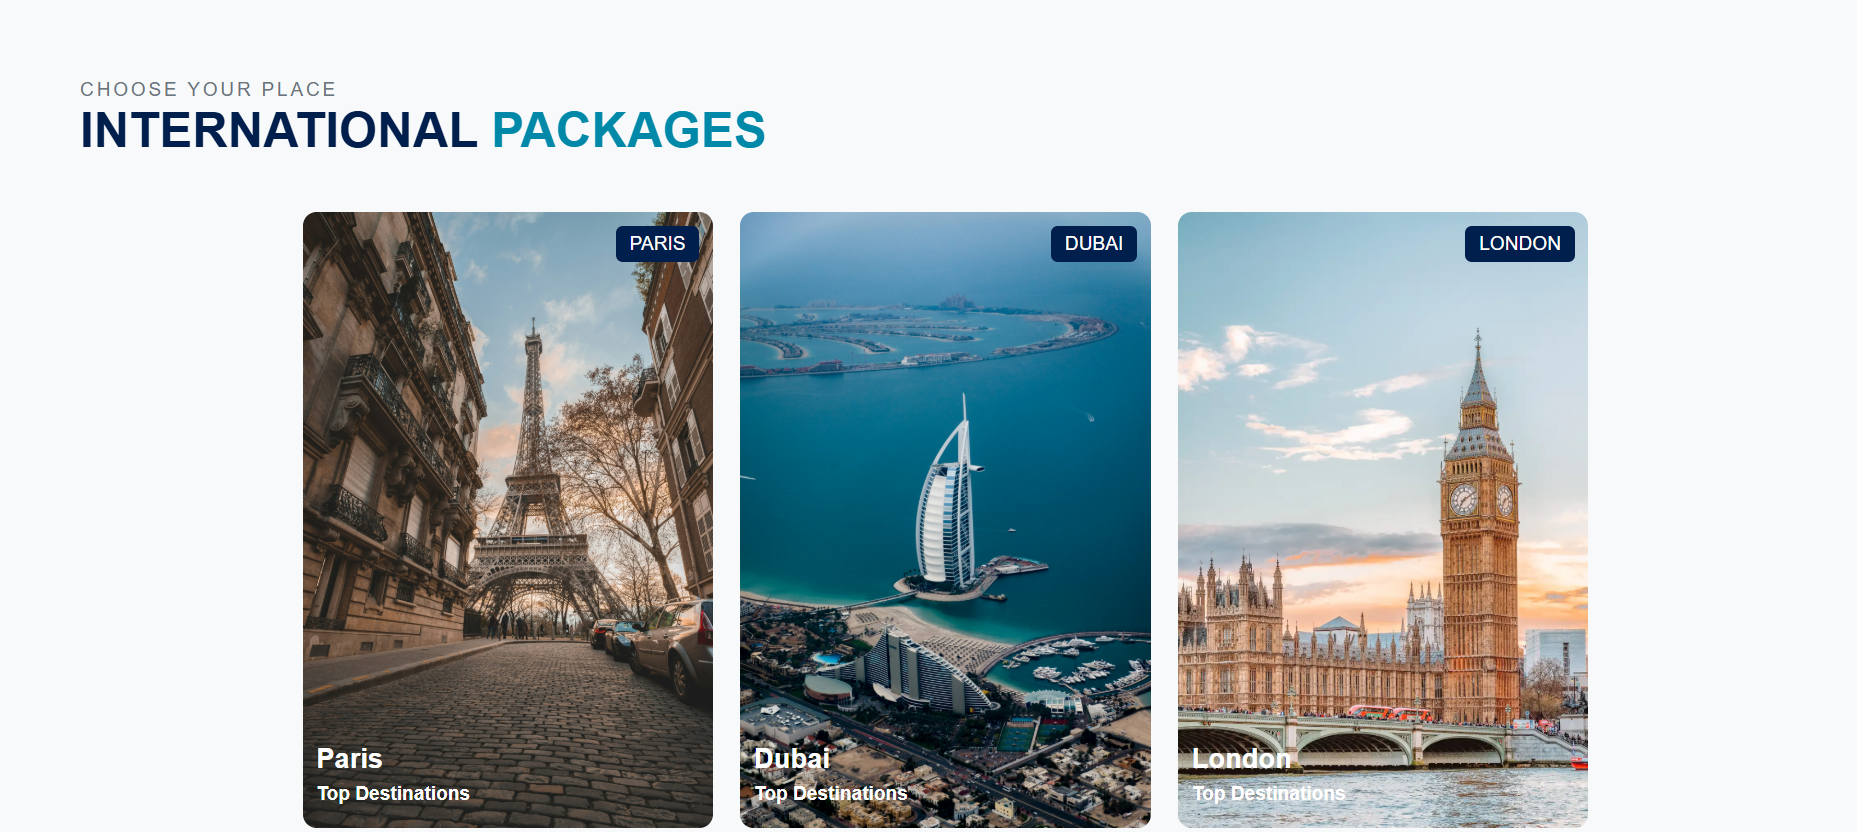 CHOOSE YOUR PLACE
INTERNATIONAL PACKAGES
PARIS
Paris
Top Destinations
DUBAI
Dubai
Top Destinations
LONDON
London
Top Destinations